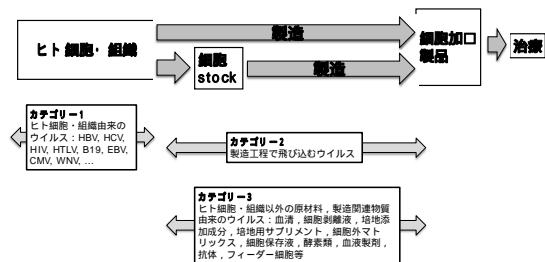 製造
ヒト細胞・組織
細胞
stock
製造
細胞加工
製品
治療
カテゴリー1
ヒト細胞・組織由来の
ウイルス：HBV, HCV,
HIV, HTLV, B19, EBV,
CMV, WNV, …
カテゴリー2
製造工程で飛び込むウイルス
カテゴリー3
ヒト細胞・組織以外の原材料，製造関連物質
由来のウイルス：血清，細胞剥離液，培地添
加成分，培地用サプリメント，細胞外マト
リックス，細胞保存液，酵素類，血液製剤
，抗体，フィーダー細胞等